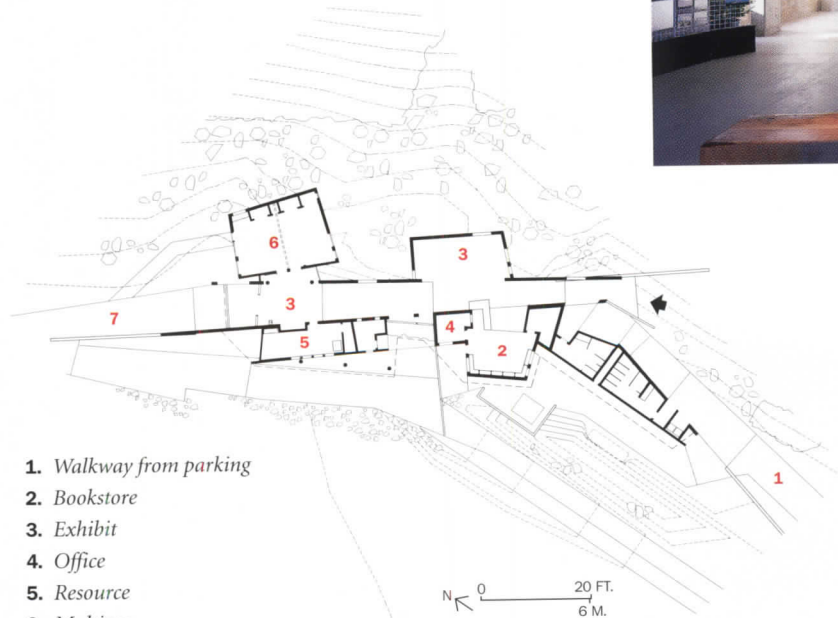 6
3
3
7
4
5
2
1
1. Walkway from parking
2. Bookstore
3. Exhibit
4. Office
5. Resource
N 0 20 FT.
6 M.